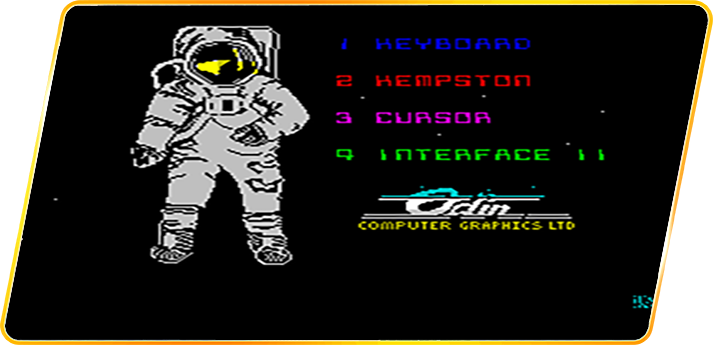 1 KEYBOARD
2 KEMPSTON
3 CURSOR
4 INTERFACE II
Odin
COMPUTER GRAPHICS LTD